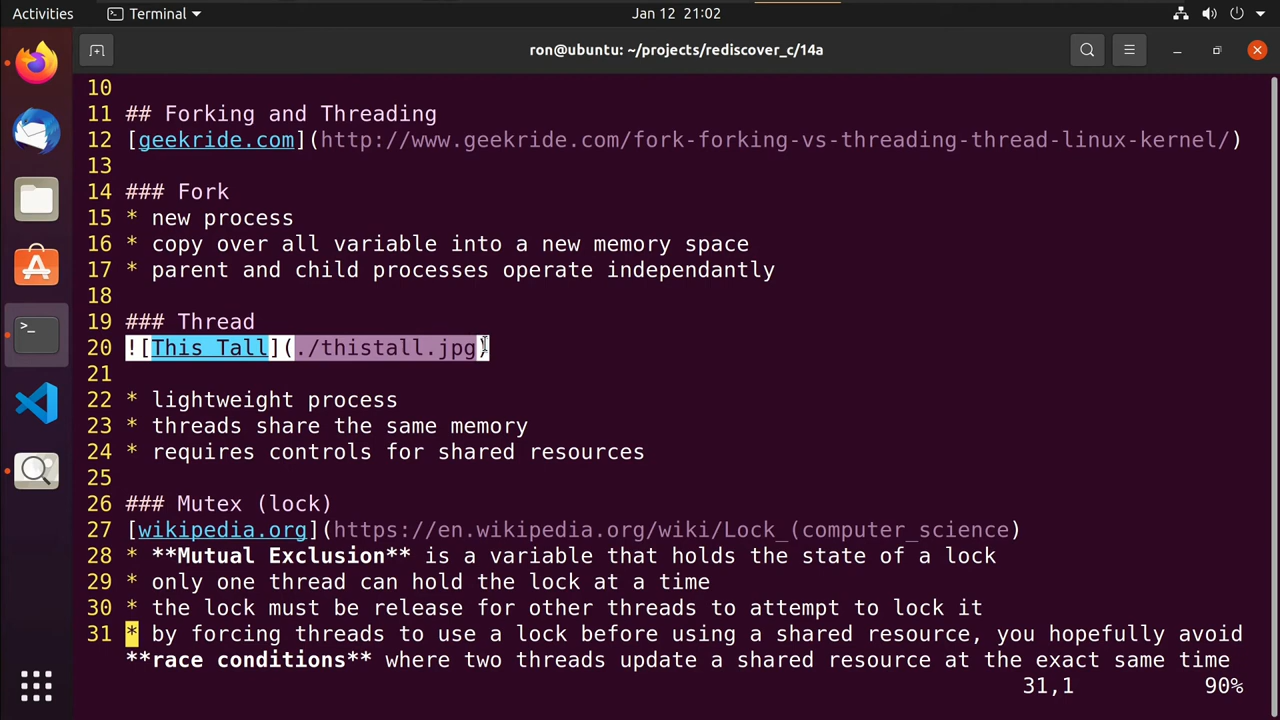 Activities
Terminal
Jan 12 21:02
ron@ubuntu: ~/projects/rediscover_c/14a
10
11 ## Forking and Threading
12 [geekride.com](http://www.geekride.com/fork-forking-vs-threading-thread-linux-kernel/)
13
14 ### Fork
15 * new process
16 * copy over all variable into a new memory space
17 * parent and child processes operate independantly
18
19 ### Thread
20 ![This Tall](./thistall.jpg)
21
22 * lightweight process
23 * threads share the same memory
24 * requires controls for shared resources
25
26 ### Mutex (lock)
27 [wikipedia.org](https://en.wikipedia.org/wiki/Lock_(computer_science)
28 * **Mutual Exclusion** is a variable that holds the state of a lock
29 * only one thread can hold the lock at a time
30 * the lock must be release for other threads to attempt to lock it
31 * by forcing threads to use a lock before using a shared resource, you hopefully avoid
**race conditions** where two threads update a shared resource at the exact same time
31,1 90%